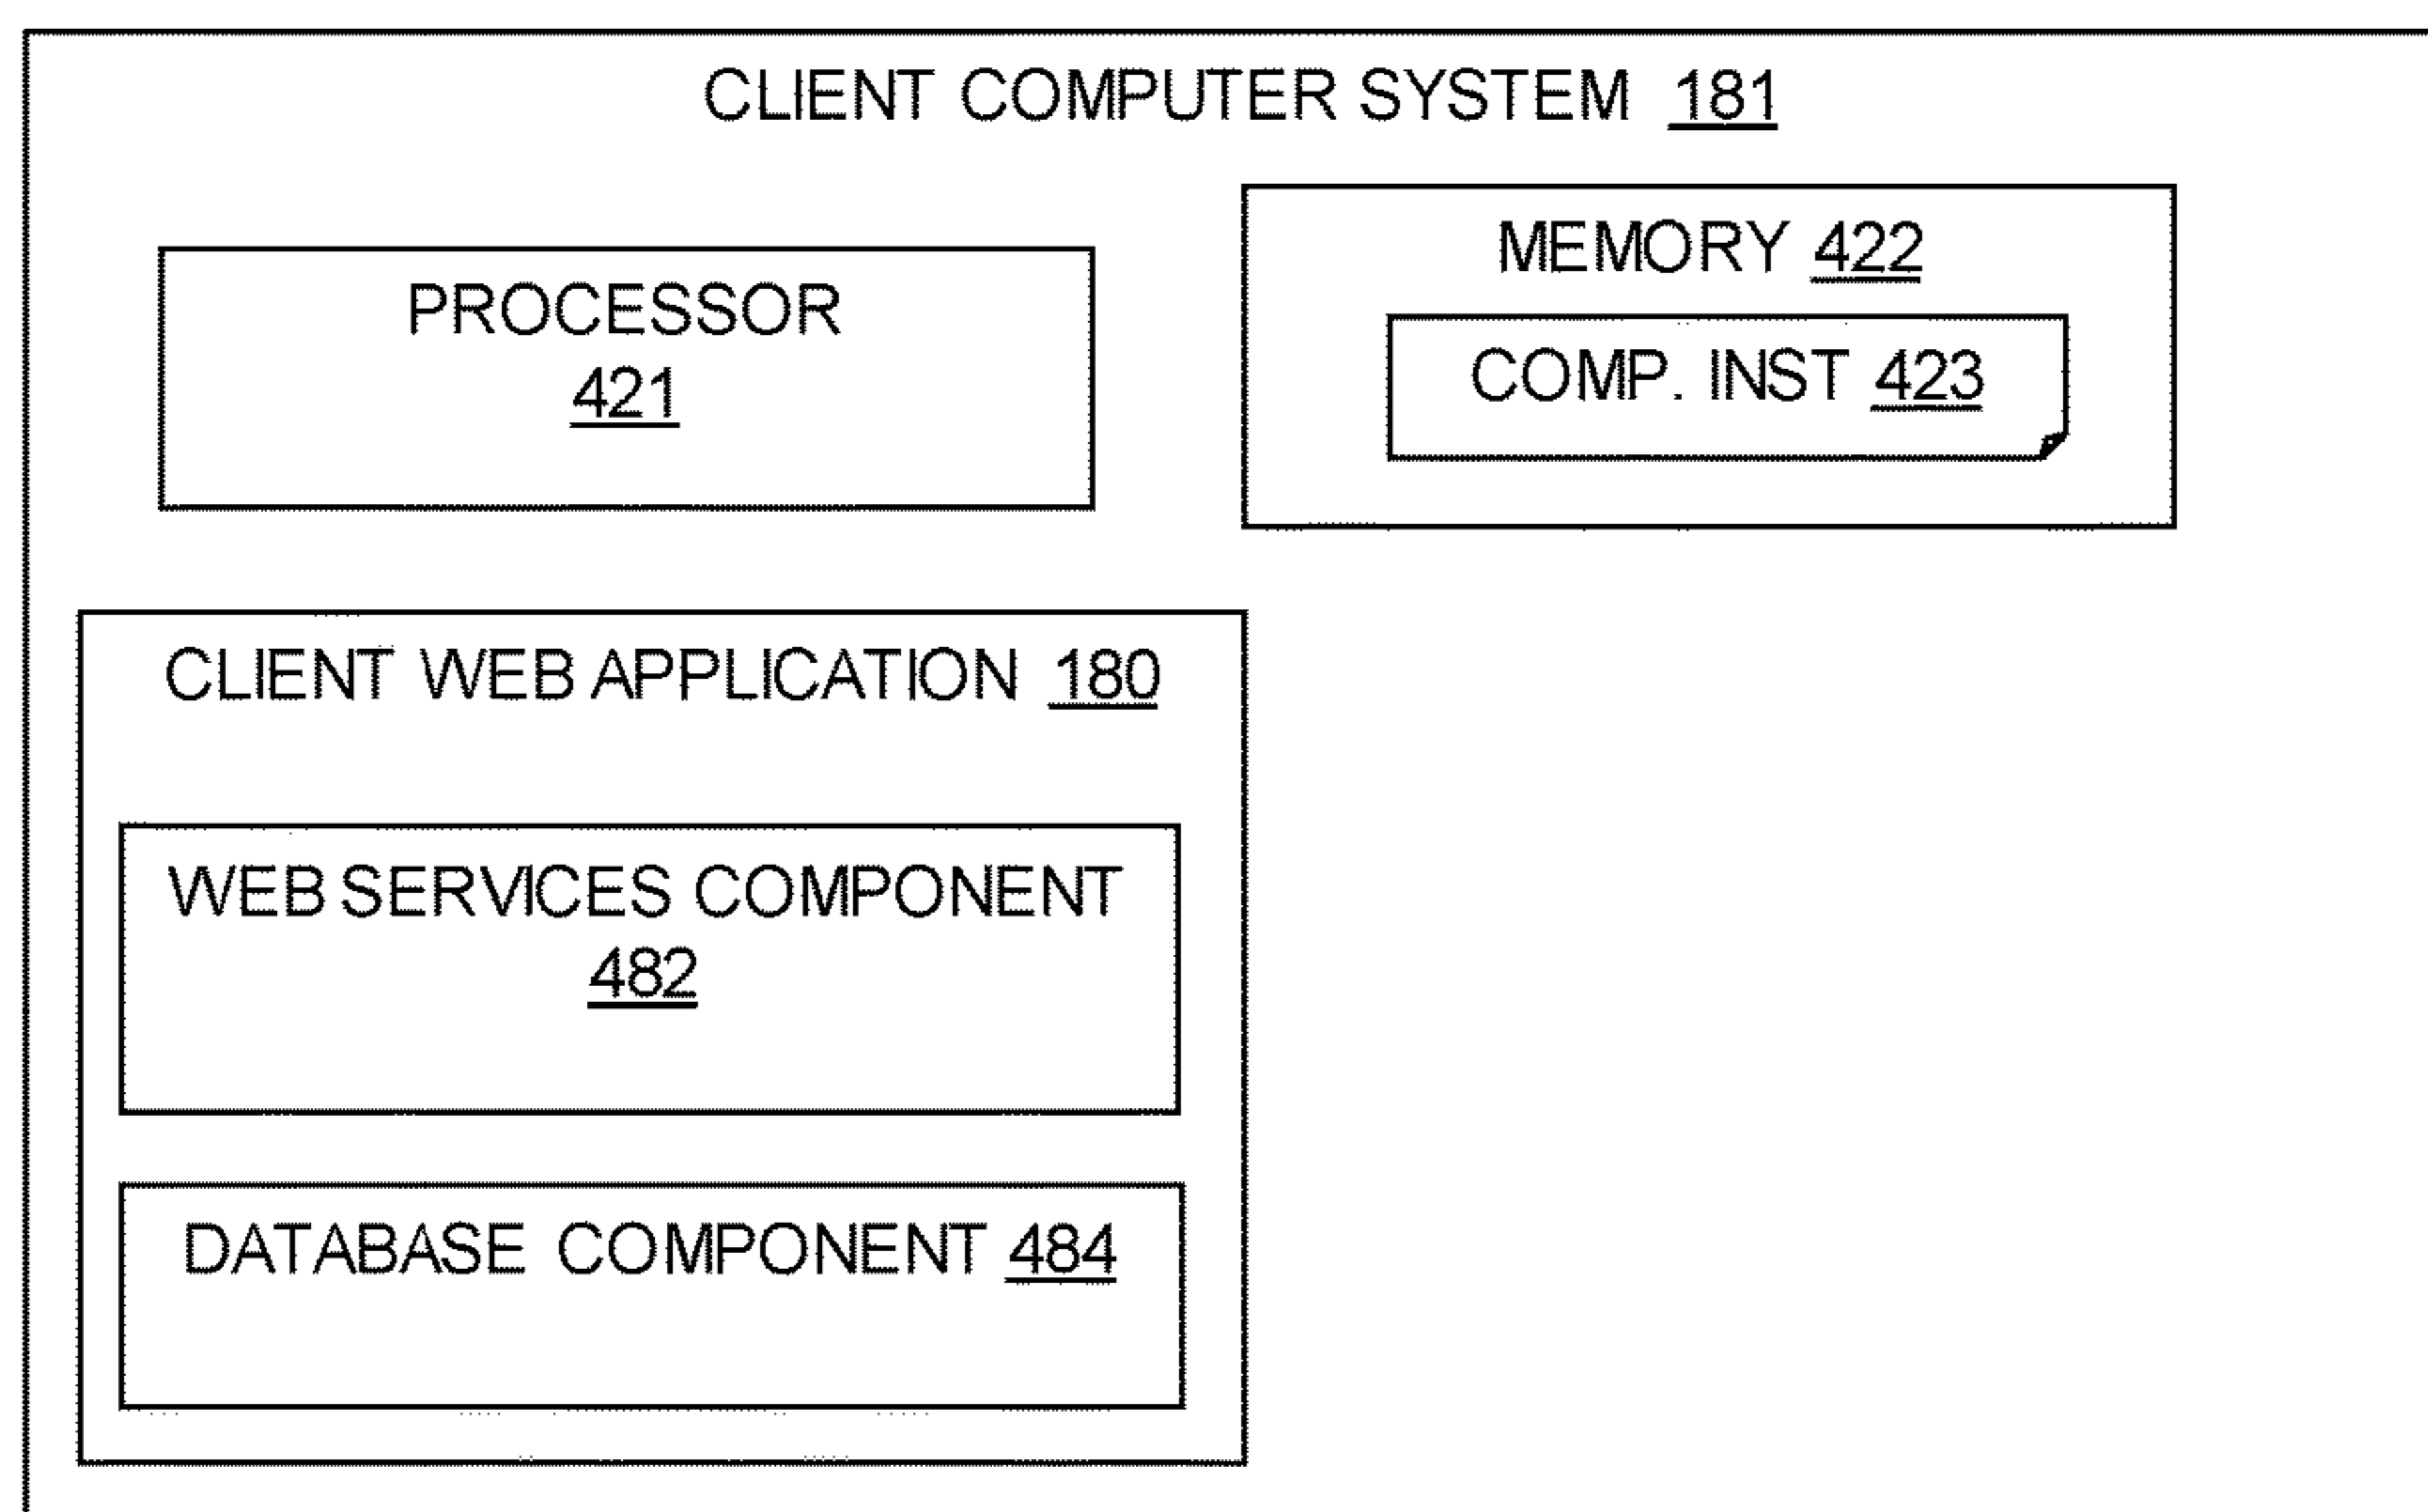 CLIENT COMPUTER SYSTEM 181
PROCESSOR
421
MEMORY 422
COMP. INST 423
CLIENT WEB APPLICATION 180
WEB SERVICES COMPONENT
482
DATABASE COMPONENT 484